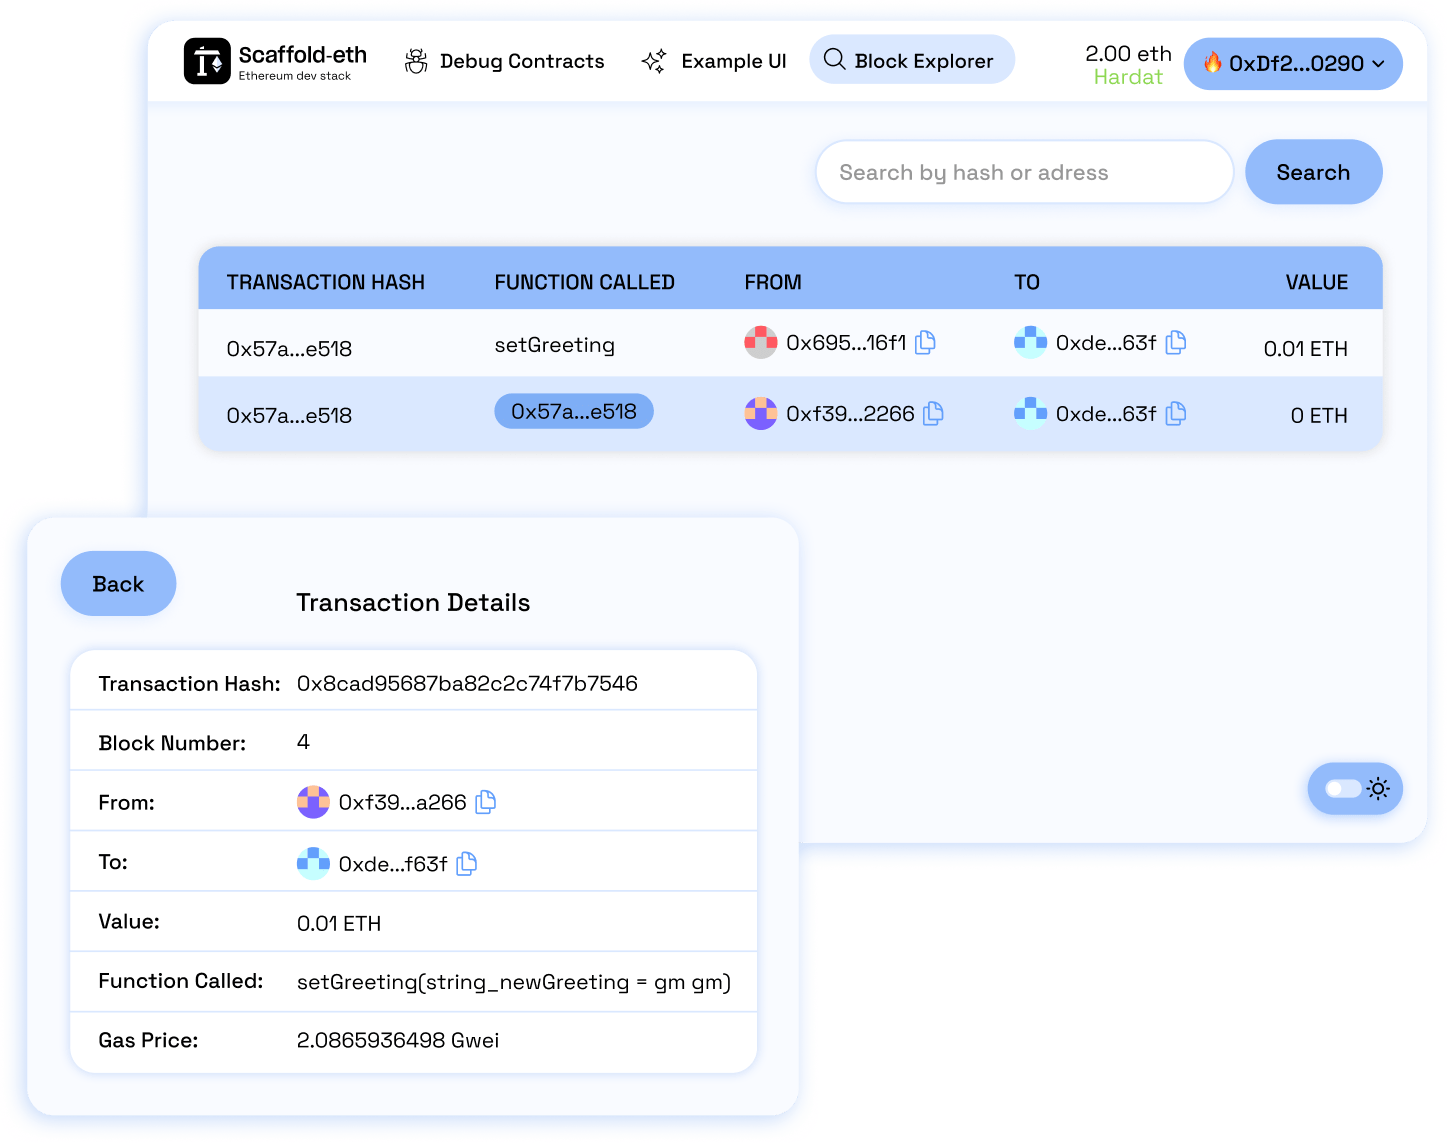 Scaffold-eth
Ethereum dev stack
Debug Contracts
Example UI
Block Explorer
2.00 eth
Hardat
0xDf2...0290
Search by hash or adress
Search
TRANSACTION HASH FUNCTION CALLED FROM TO VALUE
0x57a...e518 setGreeting 0x695...16f1 0xde...63f 0.01 ETH
0x57a...e518 0x57a...e518 0xf39...2266 0xde...63f 0 ETH
Back
Transaction Details
Transaction Hash: 0x8cad95687ba82c2c74f7b7546
Block Number: 4
From: 0xf39...a266
To: 0xde...f63f
Value: 0.01 ETH
Function Called: setGreeting(string_newGreeting = gm gm)
Gas Price: 2.0865936498 Gwei